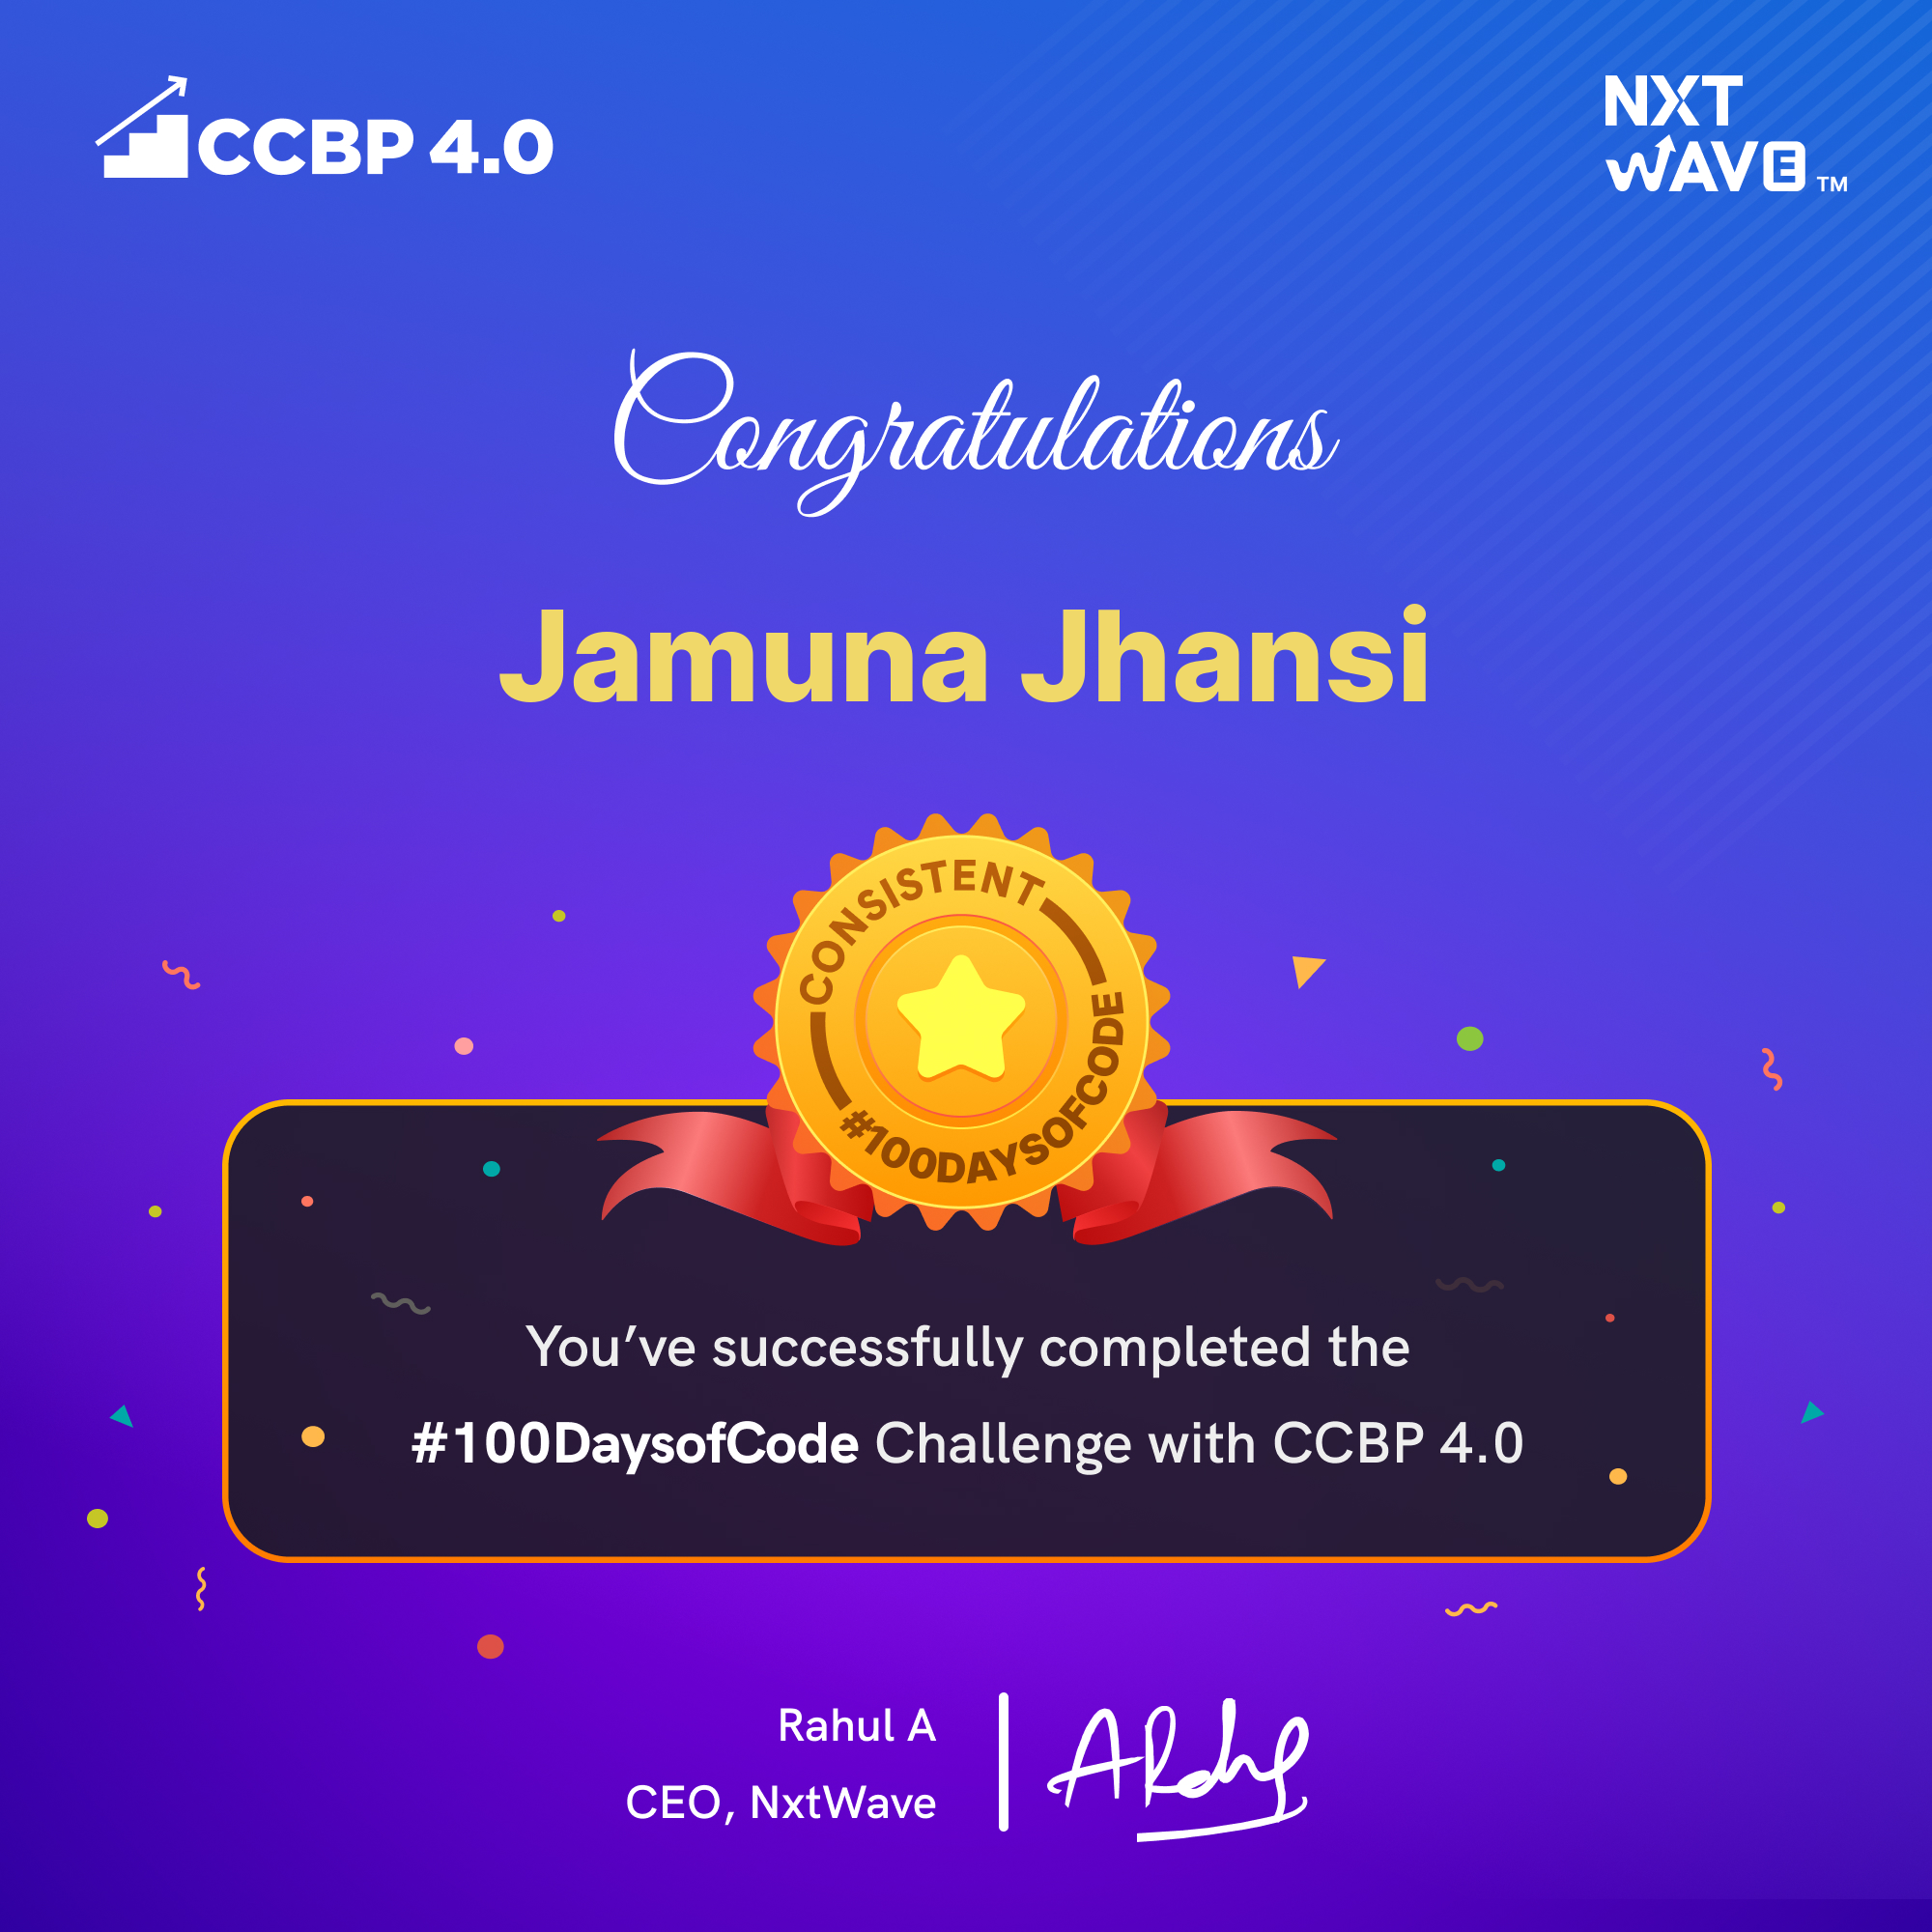 CCBP 4.0
NXT
WAVE TM
Congratulations
Jamuna Jhansi
CONSISTENT
#100DAYSOFCODE
You’ve successfully completed the
#100DaysofCode Challenge with CCBP 4.0
Rahul A
CEO, NxtWave